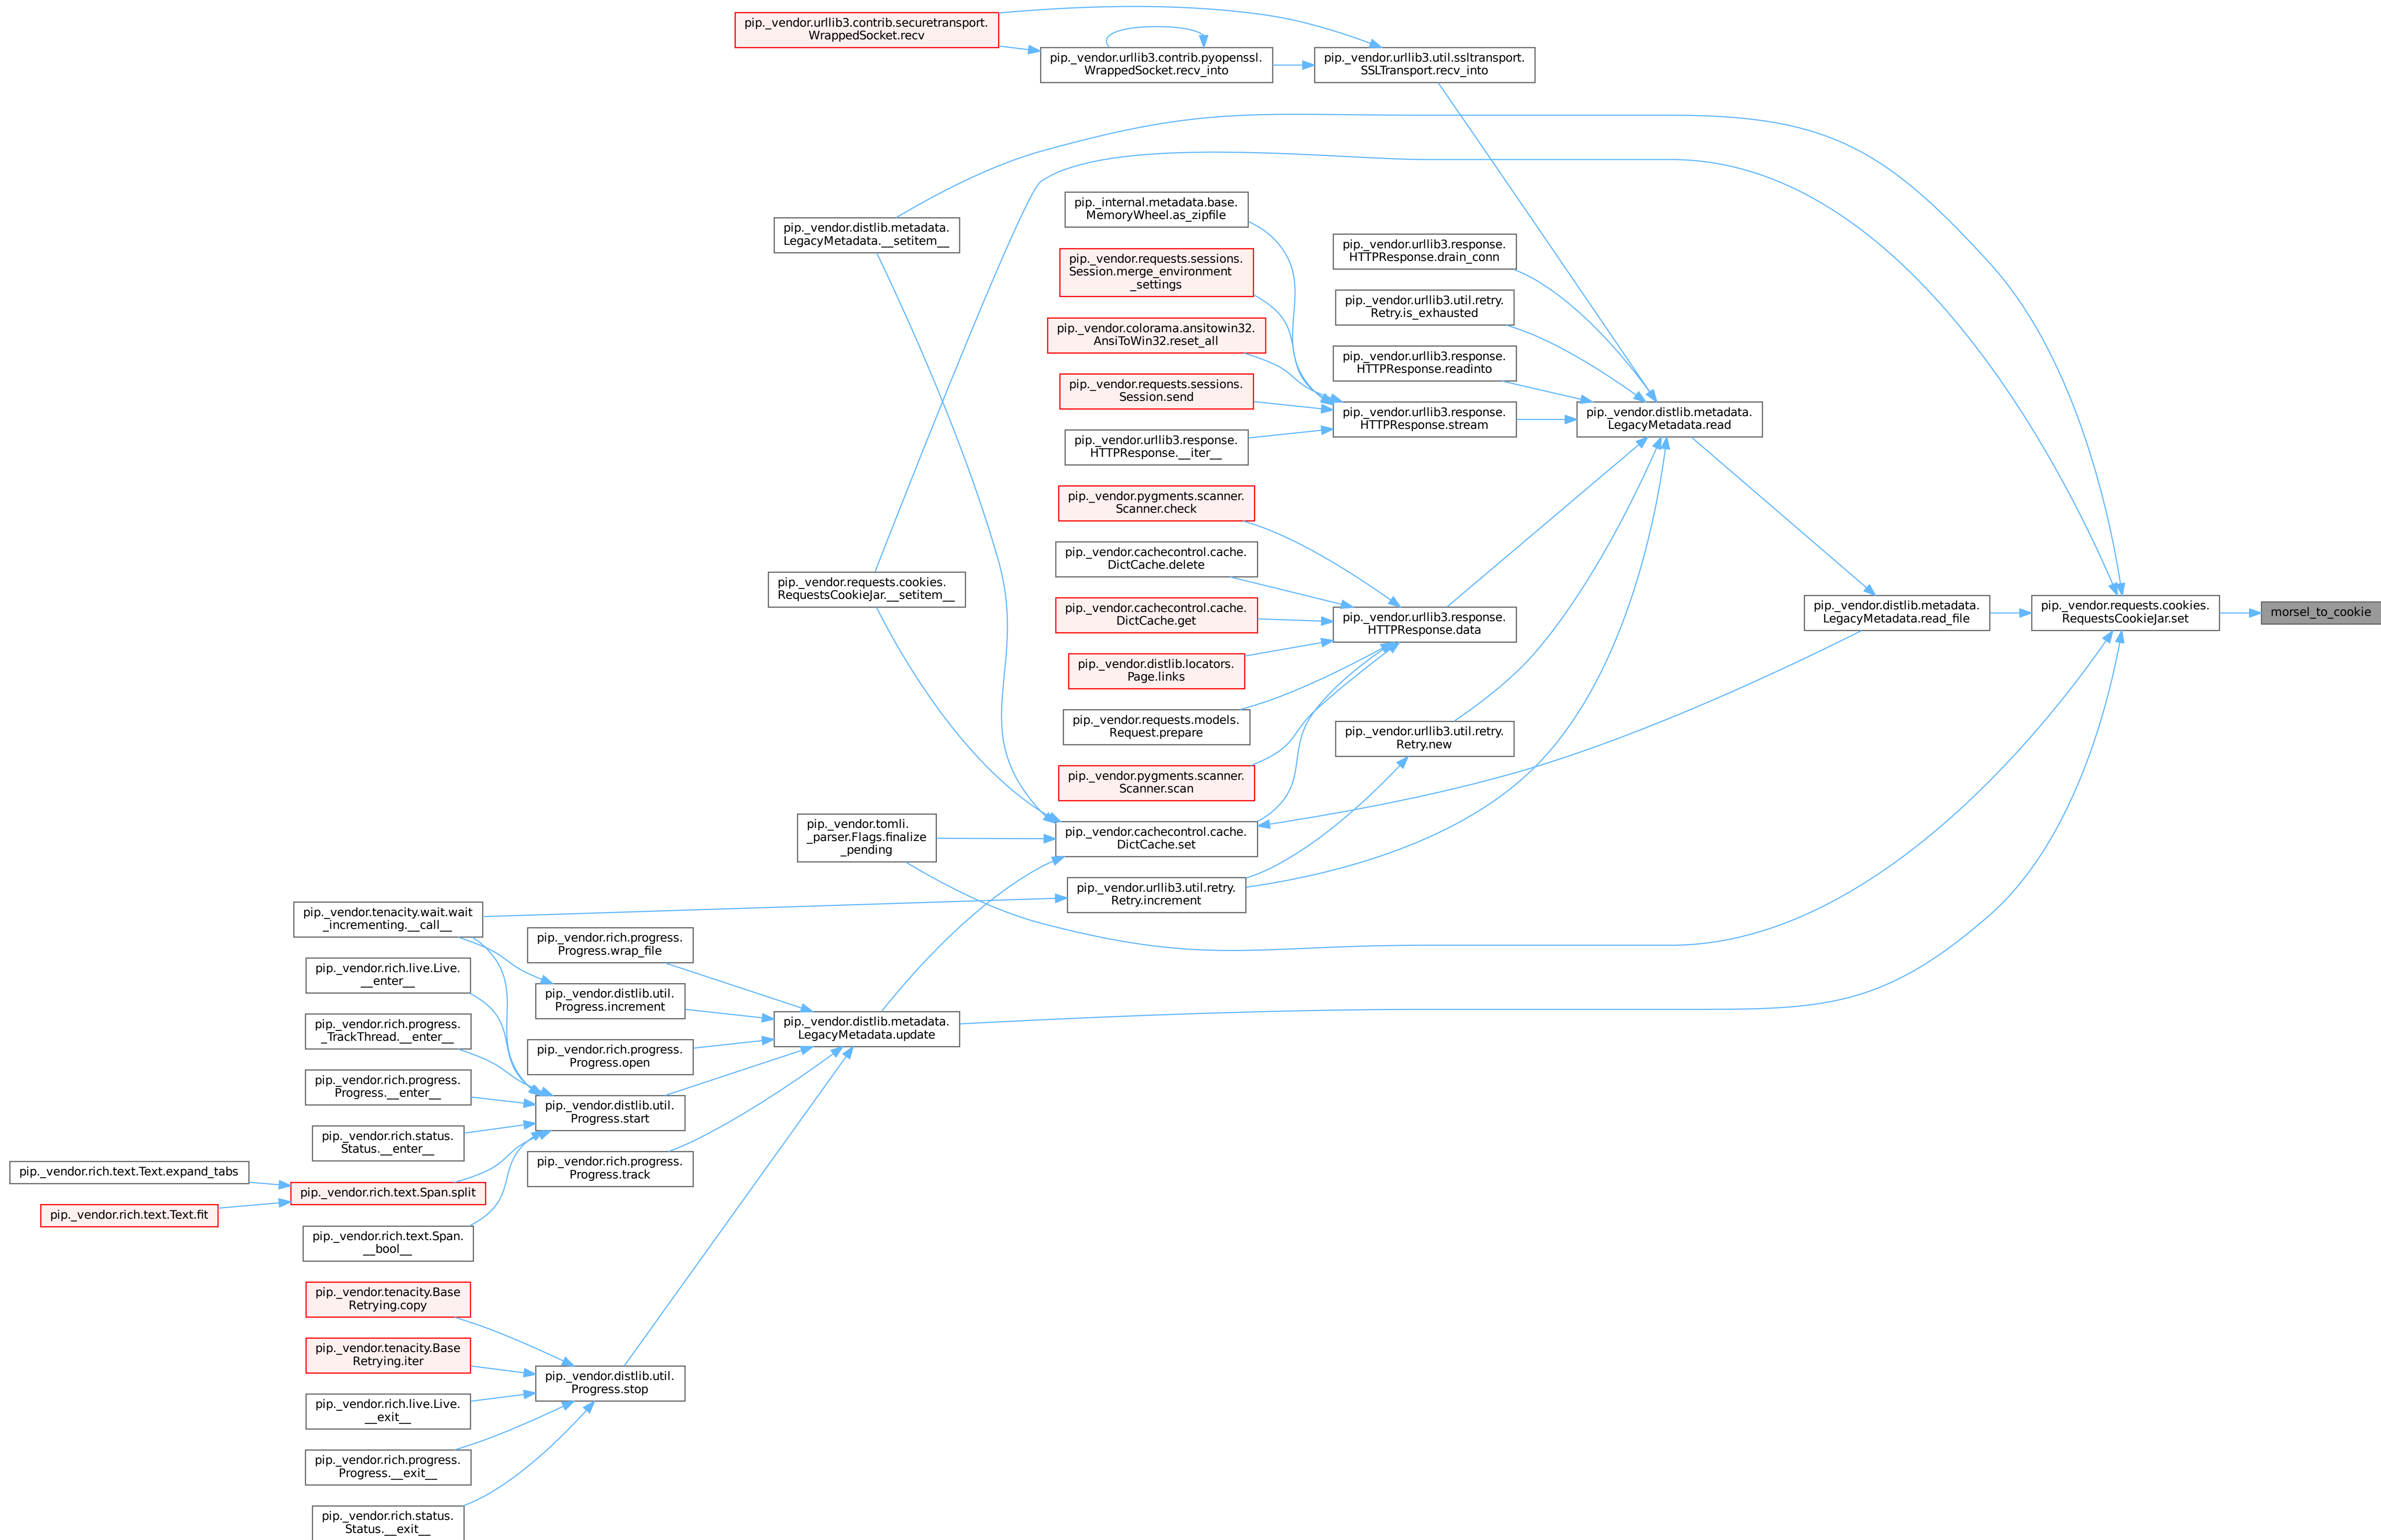 pip._vendor.urllib3.contrib.securetransport.
WrappedSocket.recv
pip._vendor.urllib3.contrib.pyopenssl.
WrappedSocket.recv_into
pip._vendor.urllib3.util.ssltransport.
SSLTransport.recv_into
pip._internal.metadata.base.
MemoryWheel.as_zipfile
pip._vendor.distlib.metadata.
LegacyMetadata.__setitem__
pip._vendor.urllib3.response.
HTTPResponse.drain_conn
pip._vendor.requests.sessions.
Session.merge_environment
_settings
pip._vendor.urllib3.util.retry.
Retry.is_exhausted
pip._vendor.colorama.ansitowin32.
AnsiToWin32.reset_all
pip._vendor.urllib3.response.
HTTPResponse.readinto
pip._vendor.requests.sessions.
Session.send
pip._vendor.urllib3.response.
HTTPResponse.stream
pip._vendor.distlib.metadata.
LegacyMetadata.read
pip._vendor.urllib3.response.
HTTPResponse.__iter__
pip._vendor.pygments.scanner.
Scanner.check
pip._vendor.cachecontrol.cache.
DictCache.delete
pip._vendor.requests.cookies.
RequestsCookieJar.__setitem__
pip._vendor.cachecontrol.cache.
DictCache.get
pip._vendor.urllib3.response.
HTTPResponse.data
pip._vendor.distlib.metadata.
LegacyMetadata.read_file
pip._vendor.requests.cookies.
RequestsCookieJar.set
morsel_to_cookie
pip._vendor.distlib.locators.
Page.links
pip._vendor.requests.models.
Request.prepare
pip._vendor.urllib3.util.retry.
Retry.new
pip._vendor.pygments.scanner.
Scanner.scan
pip._vendor.tomli.
_parser.Flags.finalize
_pending
pip._vendor.cachecontrol.cache.
DictCache.set
pip._vendor.urllib3.util.retry.
Retry.increment
pip._vendor.tenacity.wait.wait
_incrementing.__call__
pip._vendor.rich.progress.
Progress.wrap_file
pip._vendor.rich.live.Live.
__enter__
pip._vendor.distlib.util.
Progress.increment
pip._vendor.rich.progress.
_TrackThread.__enter__
pip._vendor.distlib.metadata.
LegacyMetadata.update
pip._vendor.rich.progress.
Progress.open
pip._vendor.rich.progress.
Progress.__enter__
pip._vendor.distlib.util.
Progress.start
pip._vendor.rich.status.
Status.__enter__
pip._vendor.rich.progress.
Progress.track
pip._vendor.rich.text.Text.expand_tabs
pip._vendor.rich.text.Span.split
pip._vendor.rich.text.Text.fit
pip._vendor.rich.text.Span.
__bool__
pip._vendor.tenacity.Base
Retrying.copy
pip._vendor.tenacity.Base
Retrying.iter
pip._vendor.distlib.util.
Progress.stop
pip._vendor.rich.live.Live.
__exit__
pip._vendor.rich.progress.
Progress.__exit__
pip._vendor.rich.status.
Status.__exit__